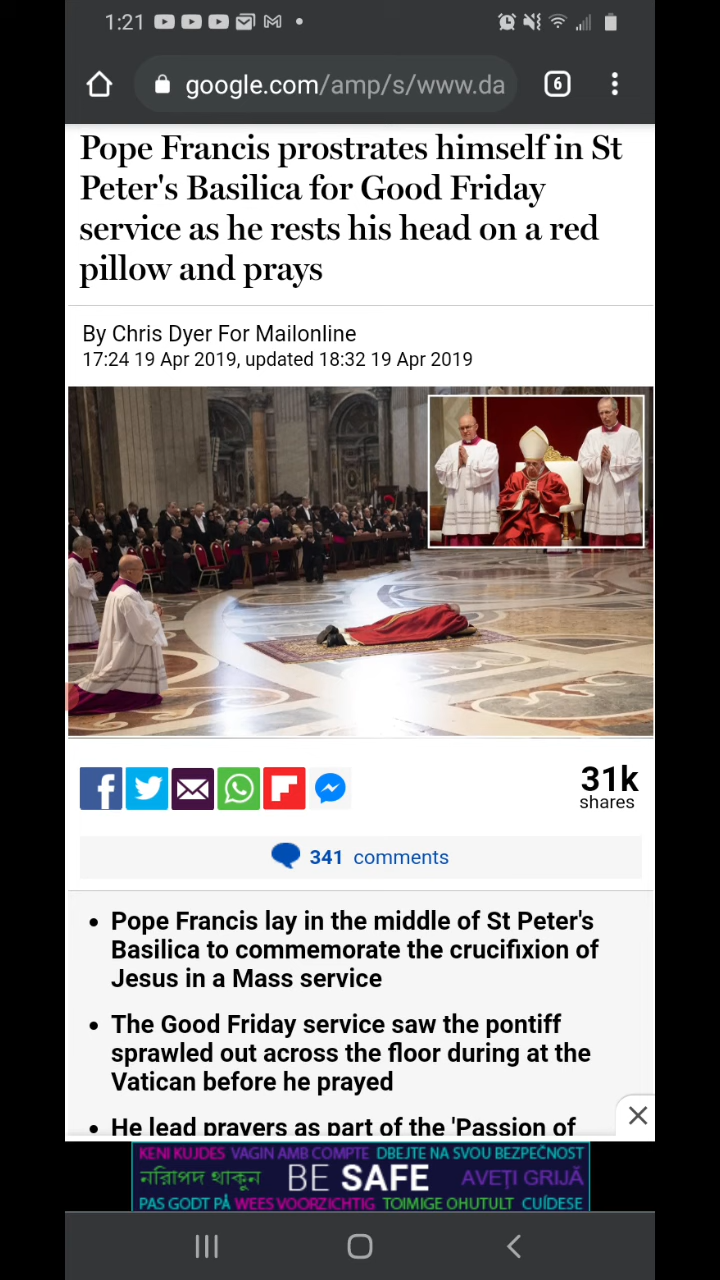 1:21
google.com/amp/s/www.da
6
Pope Francis prostrates himself in St
Peter's Basilica for Good Friday
service as he rests his head on a red
pillow and prays
By Chris Dyer For Mailonline
17:24 19 Apr 2019, updated 18:32 19 Apr 2019
31k
shares
341 comments
• Pope Francis lay in the middle of St Peter's
Basilica to commemorate the crucifixion of
Jesus in a Mass service
• The Good Friday service saw the pontiff
sprawled out across the floor during at the
Vatican before he prayed
• He lead prayers as part of the 'Passion of
KENI KUJDES VAGIN AMB COMPTE DBEJTE NA SVOU BEZPEČNOST
নিরাপদ থাকুন BE SAFE AVEȚI GRIJĂ
PAS GODT PÅ WEES VOORZICHTIG TOIMIGE OHUTULT CUÍDESE